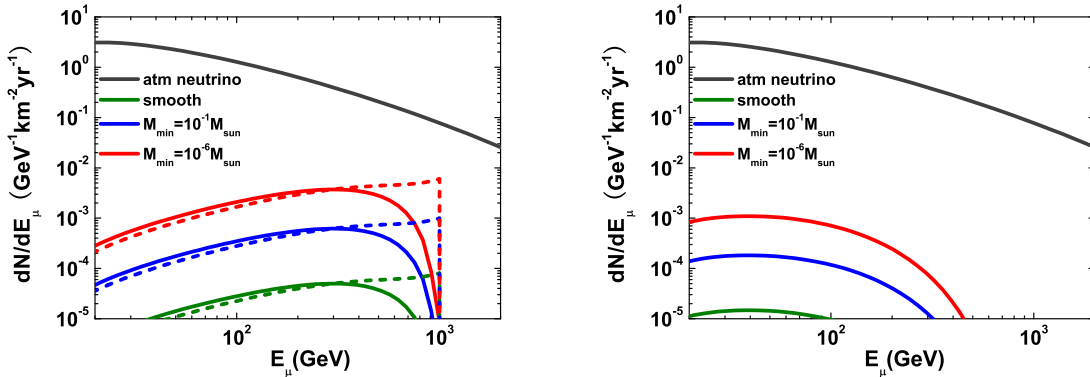 10^1
10^0
10^-1
10^-2
10^-3
10^-4
10^-5
dN/dE_μ (GeV^-1km^-2yr^-1)
atm neutrino
smooth
M_min=10^-1M_sun
M_min=10^-6M_sun
10^2
10^3
E_μ(GeV)
10^1
10^0
10^-1
10^-2
10^-3
10^-4
10^-5
dN/dE_μ (GeV^-1km^-2yr^-1)
atm neutrino
smooth
M_min=10^-1M_sun
M_min=10^-6M_sun
10^2
10^3
E_μ(GeV)